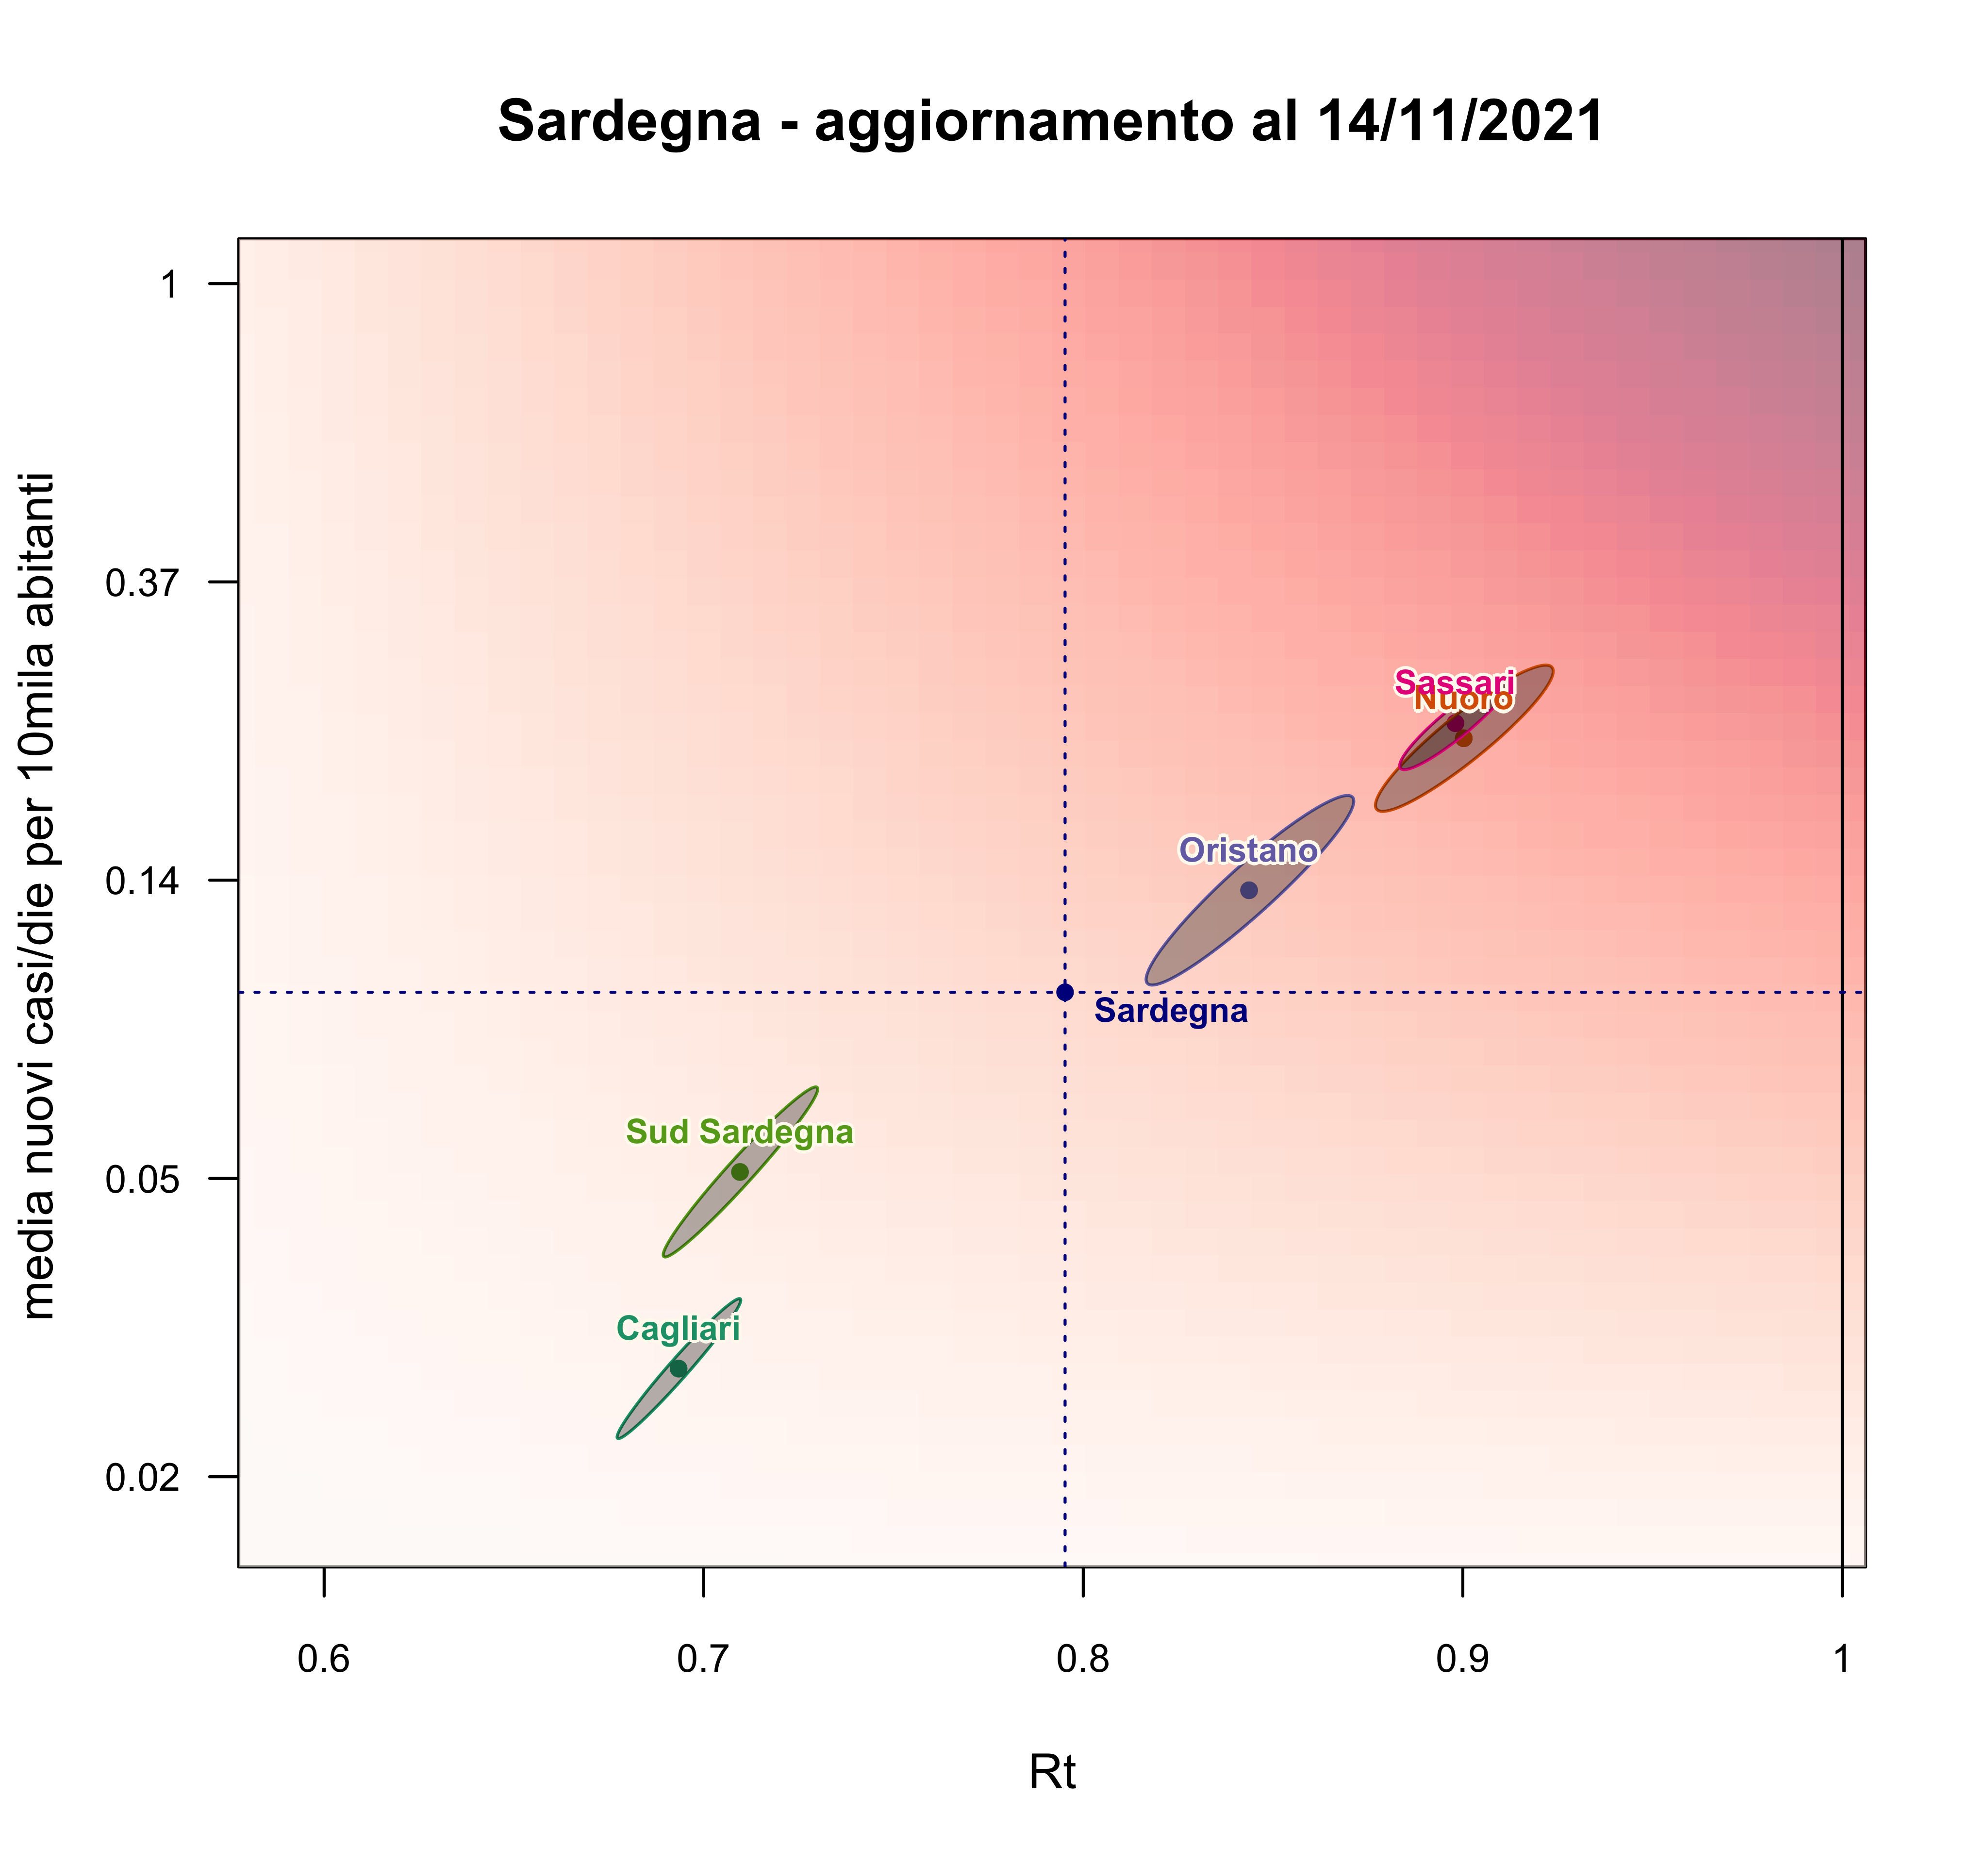 Sardegna - aggiornamento al 14/11/2021
media nuovi casi/die per 10mila abitanti
1
0.37
0.14
0.05
0.02
Sassari
Nuoro
Oristano
Sardegna
Sud Sardegna
Cagliari
0.6 0.7 0.8 0.9 1
Rt